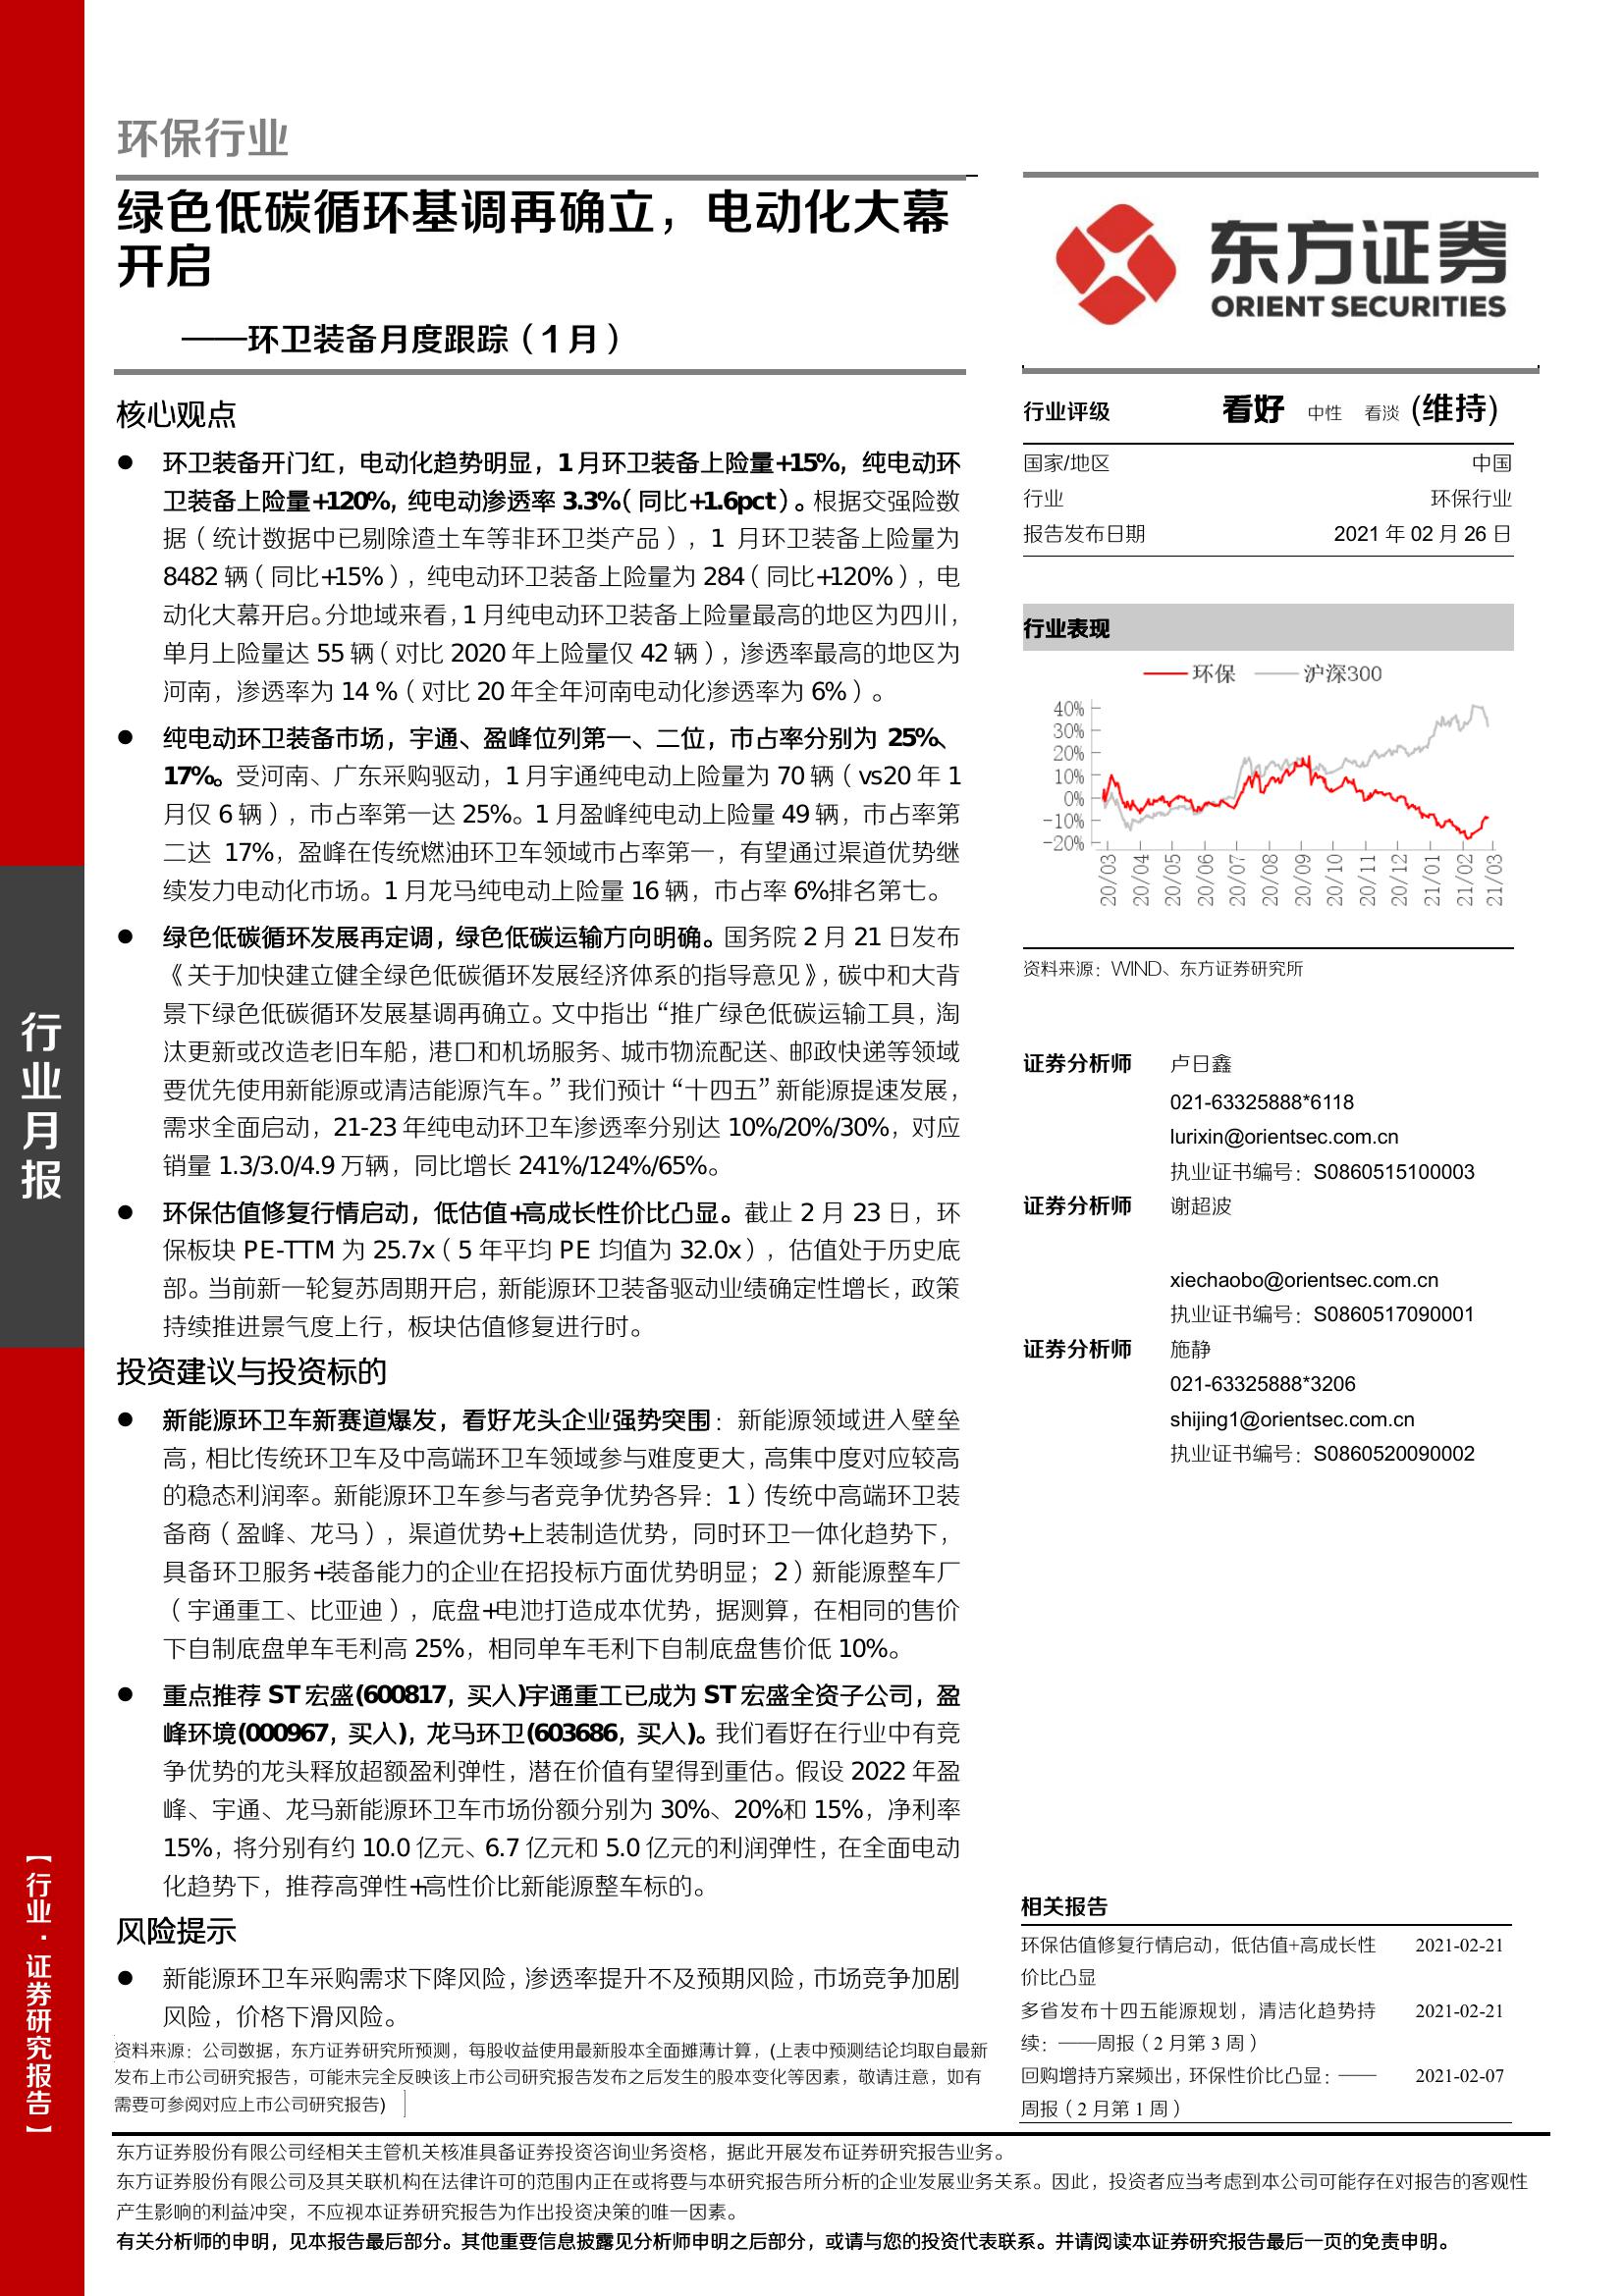 环保行业
绿色低碳循环基调再确立，电动化大幕
开启
——环卫装备月度跟踪（1月）
核心观点
● 环卫装备开门红，电动化趋势明显，1月环卫装备上险量+15%，纯电动环
卫装备上险量+120%，纯电动渗透率 3.3%（同比+1.6pct）。根据交强险数
据（统计数据中已剔除渣土车等非环卫类产品），1 月环卫装备上险量为
8482 辆（同比+15%），纯电动环卫装备上险量为 284（同比+120%），电
动化大幕开启。分地域来看，1月纯电动环卫装备上险量最高的地区为四川，
单月上险量达 55 辆（对比 2020 年上险量仅 42 辆），渗透率最高的地区为
河南，渗透率为 14 %（对比 20 年全年河南电动化渗透率为 6%）。
● 纯电动环卫装备市场，宇通、盈峰位列第一、二位，市占率分别为 25%、
17%。受河南、广东采购驱动，1 月宇通纯电动上险量为 70 辆（vs20 年 1
月仅 6 辆），市占率第一达 25%。1 月盈峰纯电动上险量 49 辆，市占率第
二达 17%，盈峰在传统燃油环卫车领域市占率第一，有望通过渠道优势继
续发力电动化市场。1 月龙马纯电动上险量 16 辆，市占率 6%排名第七。
● 绿色低碳循环发展再定调，绿色低碳运输方向明确。国务院 2 月 21 日发布
《关于加快建立健全绿色低碳循环发展经济体系的指导意见》，碳中和大背
景下绿色低碳循环发展基调再确立。文中指出“推广绿色低碳运输工具，淘
汰更新或改造老旧车船，港口和机场服务、城市物流配送、邮政快递等领域
要优先使用新能源或清洁能源汽车。”我们预计“十四五”新能源提速发展，
需求全面启动，21-23 年纯电动环卫车渗透率分别达 10%/20%/30%，对应
销量 1.3/3.0/4.9 万辆，同比增长 241%/124%/65%。
● 环保估值修复行情启动，低估值+高成长性价比凸显。截止 2 月 23 日，环
保板块 PE-TTM 为 25.7x（5 年平均 PE 均值为 32.0x），估值处于历史底
部。当前新一轮复苏周期开启，新能源环卫装备驱动业绩确定性增长，政策
持续推进景气度上行，板块估值修复进行时。
投资建议与投资标的
● 新能源环卫车新赛道爆发，看好龙头企业强势突围：新能源领域进入壁垒
高，相比传统环卫车及中高端环卫车领域参与难度更大，高集中度对应较高
的稳态利润率。新能源环卫车参与者竞争优势各异：1）传统中高端环卫装
备商（盈峰、龙马），渠道优势+上装制造优势，同时环卫一体化趋势下，
具备环卫服务+装备能力的企业在招投标方面优势明显；2）新能源整车厂
（宇通重工、比亚迪），底盘+电池打造成本优势，据测算，在相同的售价
下自制底盘单车毛利高 25%，相同单车毛利下自制底盘售价低 10%。
● 重点推荐 ST 宏盛(600817，买入)宇通重工已成为 ST 宏盛全资子公司，盈
峰环境(000967，买入)，龙马环卫(603686，买入)。我们看好在行业中有竞
争优势的龙头释放超额盈利弹性，潜在价值有望得到重估。假设 2022 年盈
峰、宇通、龙马新能源环卫车市场份额分别为 30%、20%和 15%，净利率
15%，将分别有约 10.0 亿元、6.7 亿元和 5.0 亿元的利润弹性，在全面电动
化趋势下，推荐高弹性+高性价比新能源整车标的。
风险提示
● 新能源环卫车采购需求下降风险，渗透率提升不及预期风险，市场竞争加剧
风险，价格下滑风险。
资料来源：公司数据，东方证券研究所预测，每股收益使用最新股本全面摊薄计算，(上表中预测结论均取自最新
发布上市公司研究报告，可能未完全反映该上市公司研究报告发布之后发生的股本变化等因素，敬请注意，如有
需要可参阅对应上市公司研究报告)
东方证券
ORIENT SECURITIES
行业评级 看好 中性 看淡 (维持)
国家/地区 中国
行业 环保行业
报告发布日期 2021 年 02 月 26 日
行业表现
环保 沪深300
40%
30%
20%
10%
0%
-10%
-20%
20/03 20/04 20/05 20/06 20/07 20/08 20/09 20/10 20/11 20/12 21/01 21/02 21/03
资料来源：WIND、东方证券研究所
证券分析师 卢日鑫
021-63325888*6118
lurixin@orientsec.com.cn
执业证书编号：S0860515100003
证券分析师 谢超波
xiechaobo@orientsec.com.cn
执业证书编号：S0860517090001
证券分析师 施静
021-63325888*3206
shijing1@orientsec.com.cn
执业证书编号：S0860520090002
相关报告
环保估值修复行情启动，低估值+高成长性 2021-02-21
价比凸显
多省发布十四五能源规划，清洁化趋势持 2021-02-21
续：——周报（2 月第 3 周）
回购增持方案频出，环保性价比凸显：—— 2021-02-07
周报（2 月第 1 周）
行业月报
【行业·证券研究报告】
东方证券股份有限公司经相关主管机关核准具备证券投资咨询业务资格，据此开展发布证券研究报告业务。
东方证券股份有限公司及其关联机构在法律许可的范围内正在或将要与本研究报告所分析的企业发展业务关系。因此，投资者应当考虑到本公司可能存在对报告的客观性
产生影响的利益冲突，不应视本证券研究报告为作出投资决策的唯一因素。
有关分析师的申明，见本报告最后部分。其他重要信息披露见分析师申明之后部分，或请与您的投资代表联系。并请阅读本证券研究报告最后一页的免责申明。